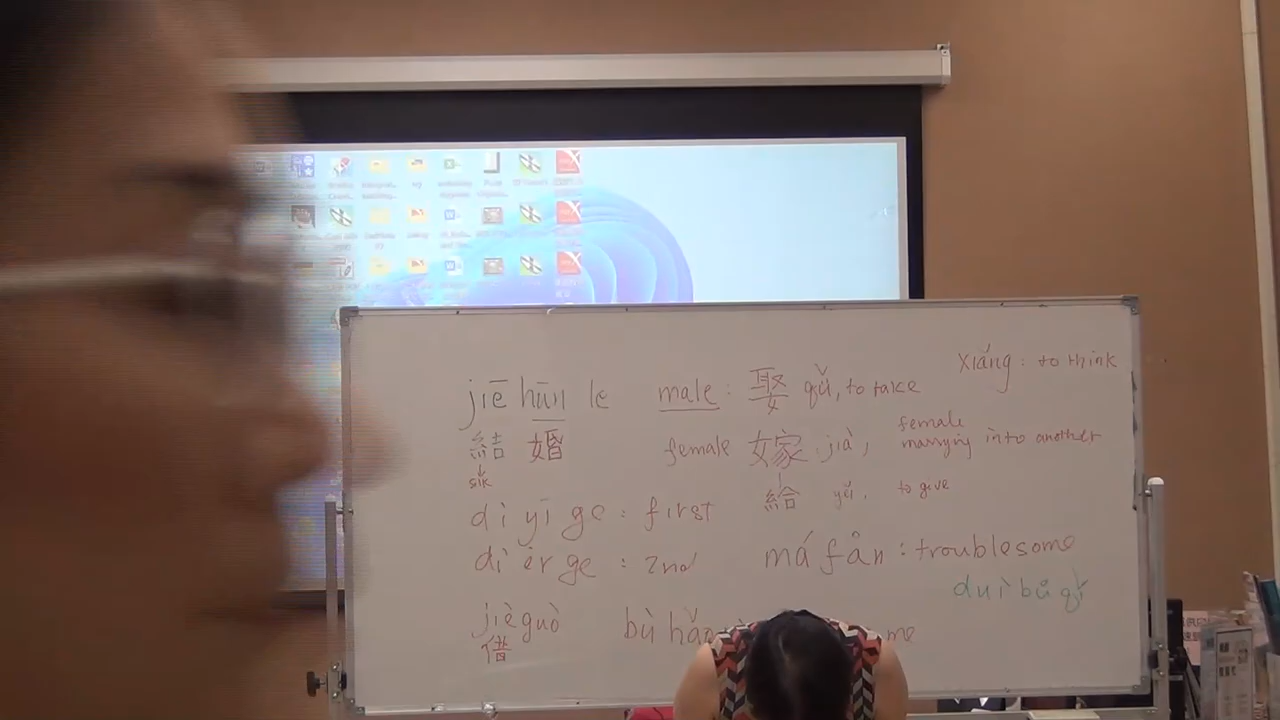 xiǎng : to think
jiē hūn le male : 娶 qǔ, to take
結 婚 female 嫁 : jià, female marrying into another
sik 給 to give
dì yī ge : first
dì èr ge : 2nd má fán : troublesome
duì bu qǐ
jiè guò bù hǎo me
借